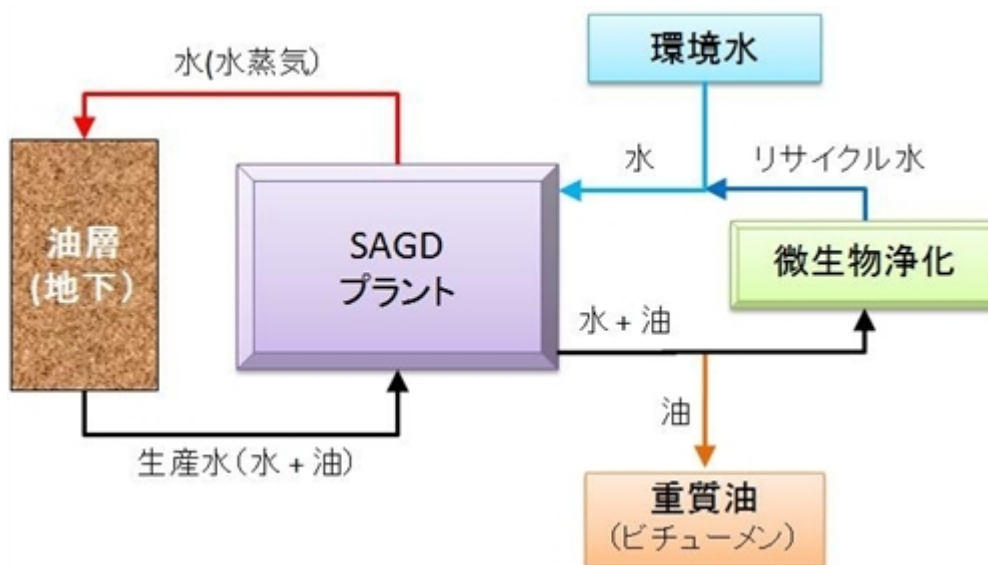 環境水
水(水蒸気)
水
リサイクル水
油層
(地下)
SAGD
プラント
微生物浄化
水 + 油
油
生産水(水 + 油)
重質油
(ビチューメン)